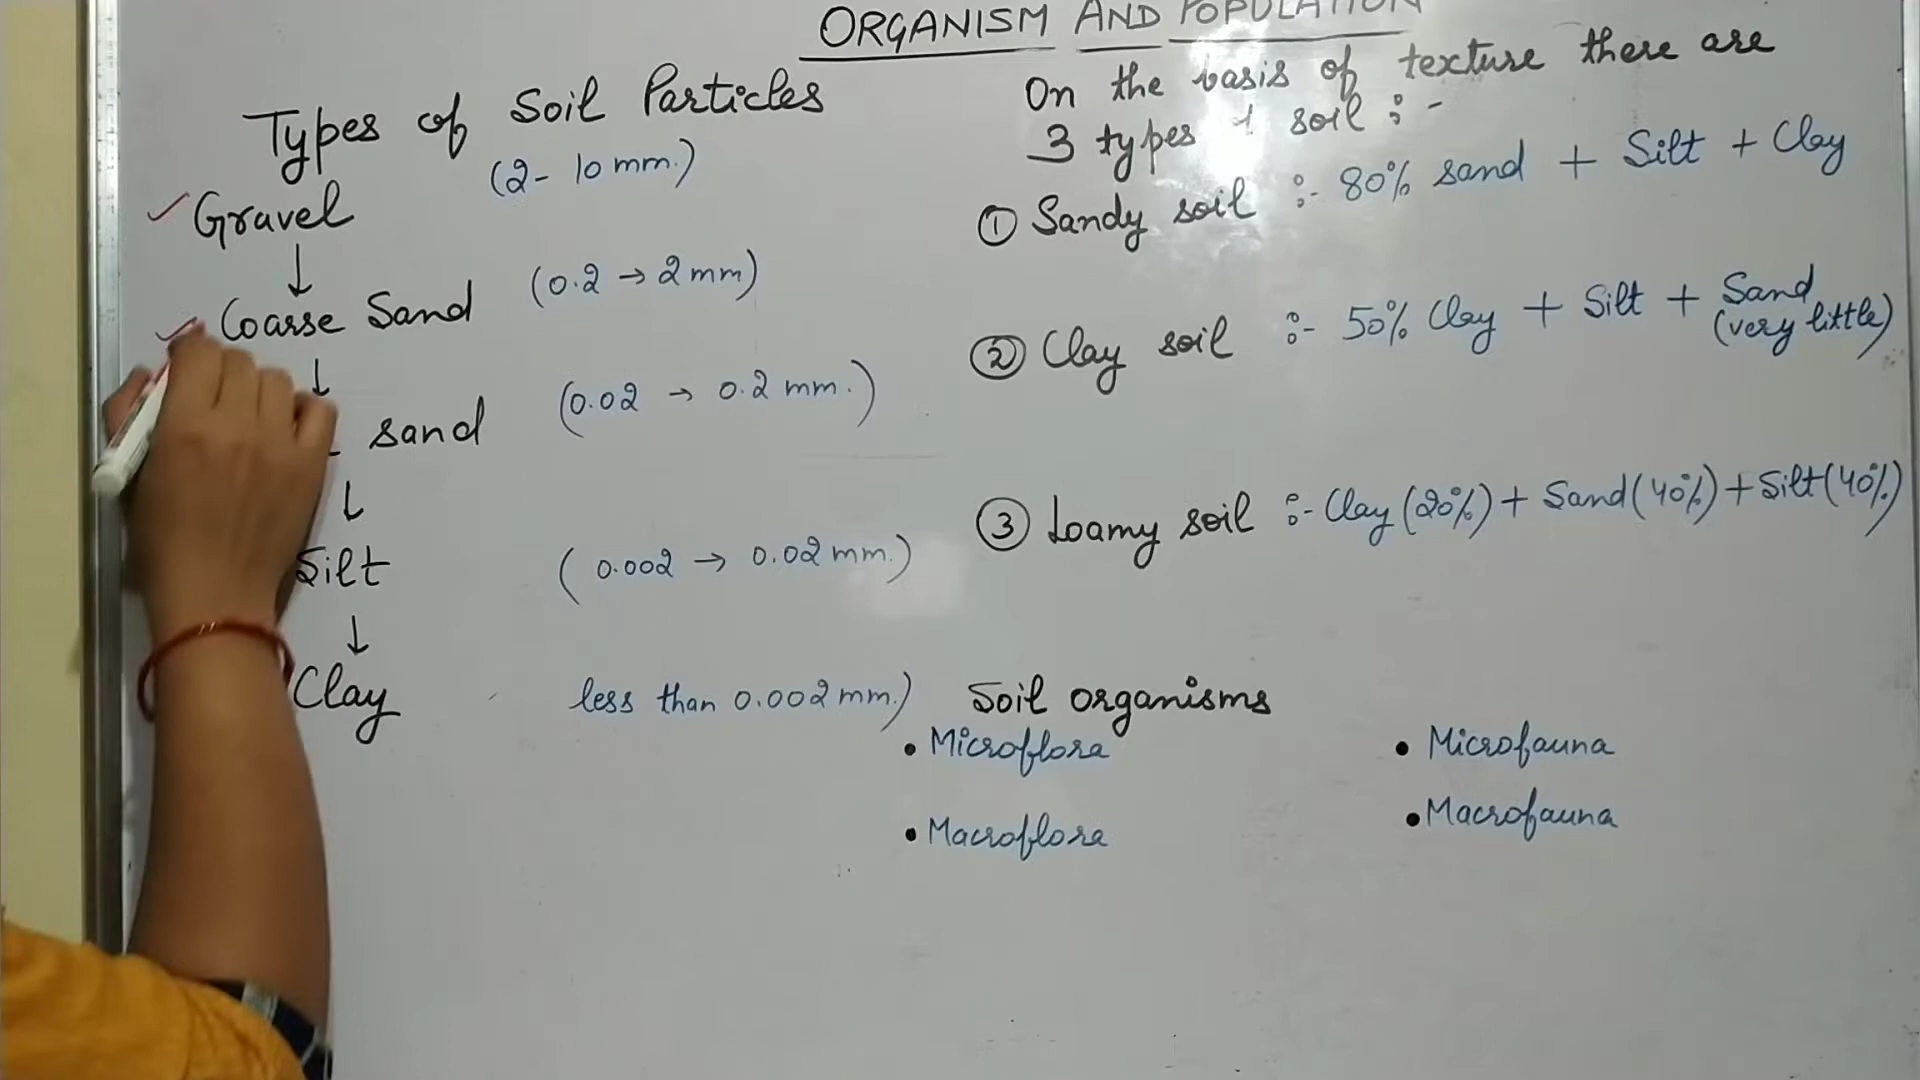 ORGANISM AND POPULATION
Types of Soil Particles
Gravel (2- 10 mm.)
↓
Coarse Sand (0.2 → 2 mm)
↓
sand (0.02 → 0.2 mm.)
↓
Silt (0.002 → 0.02 mm.)
↓
Clay less than 0.002 mm.)
On the basis of texture there are
3 types soil :-
① Sandy soil :- 80% sand + Silt + Clay
② Clay soil :- 50% Clay + Silt + Sand
(very little)
③ Loamy soil :- Clay (20%) + Sand (40%) + Silt (40%)
Soil organisms
• Microflora • Microfauna
• Macroflora • Macrofauna